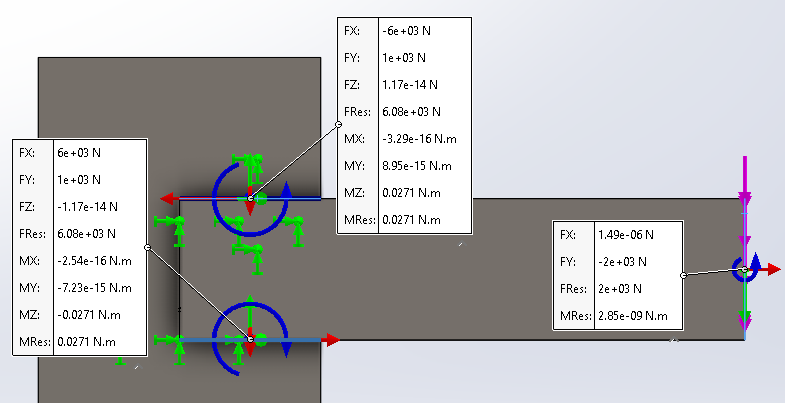 FX: -6e+03 N
FY: 1e+03 N
FZ: 1.17e-14 N
FRes: 6.08e+03 N
MX: -3.29e-16 N.m
MY: 8.95e-15 N.m
MZ: 0.0271 N.m
MRes: 0.0271 N.m
FX: 6e+03 N
FY: 1e+03 N
FZ: -1.17e-14 N
FRes: 6.08e+03 N
MX: -2.54e-16 N.m
MY: -7.23e-15 N.m
MZ: -0.0271 N.m
MRes: 0.0271 N.m
FX: 1.49e-06 N
FY: -2e+03 N
FRes: 2e+03 N
MRes: 2.85e-09 N.m